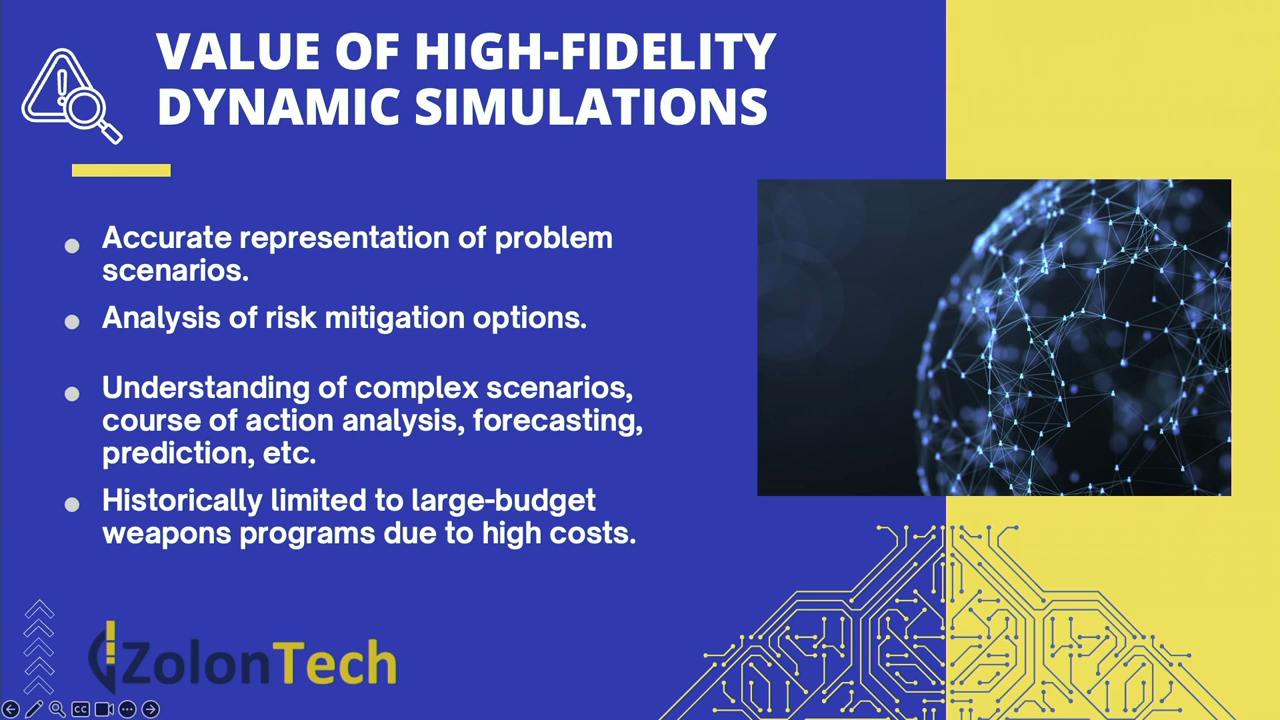 VALUE OF HIGH-FIDELITY
DYNAMIC SIMULATIONS
Accurate representation of problem
scenarios.
Analysis of risk mitigation options.
Understanding of complex scenarios,
course of action analysis, forecasting,
prediction, etc.
Historically limited to large-budget
weapons programs due to high costs.
ZolonTech
CC